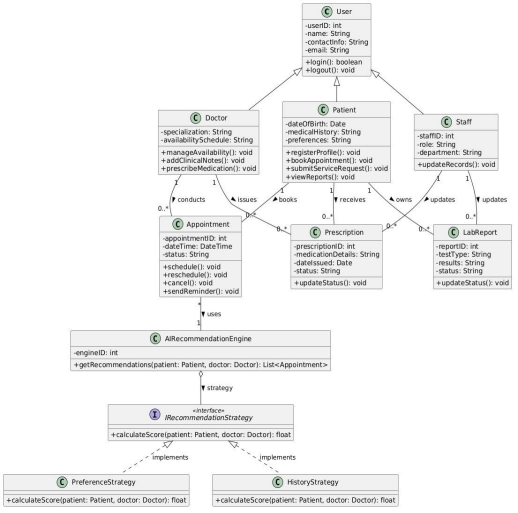 C User
-userID: int
-name: String
-contactInfo: String
-email: String
+login(): boolean
+logout(): void
C Doctor
-specialization: String
-availabilitySchedule: String
+manageAvailability(): void
+addClinicalNotes(): void
+prescribeMedication(): void
C Patient
-dateOfBirth: Date
-medicalHistory: String
-preferences: String
+registerProfile(): void
+bookAppointment(): void
+submitServiceRequest(): void
+viewReports(): void
C Staff
-staffID: int
-role: String
-department: String
+updateRecords(): void
1 1 1 1 1 1 1
conducts issues books receives owns updates updates
0..* 0..* 0..* 0..* 0..* 0..*
C Appointment
-appointmentID: int
-dateTime: DateTime
-status: String
+schedule(): void
+reschedule(): void
+cancel(): void
+sendReminder(): void
C Prescription
-prescriptionID: int
-medicationDetails: String
-dateIssued: Date
-status: String
+updateStatus(): void
C LabReport
-reportID: int
-testType: String
-results: String
-status: String
+updateStatus(): void
*
uses
1
C AIRecommendationEngine
-engineID: int
+getRecommendations(patient: Patient, doctor: Doctor): List<Appointment>
strategy
«interface»
I IRecommendationStrategy
+calculateScore(patient: Patient, doctor: Doctor): float
implements implements
C PreferenceStrategy
+calculateScore(patient: Patient, doctor: Doctor): float
C HistoryStrategy
+calculateScore(patient: Patient, doctor: Doctor): float